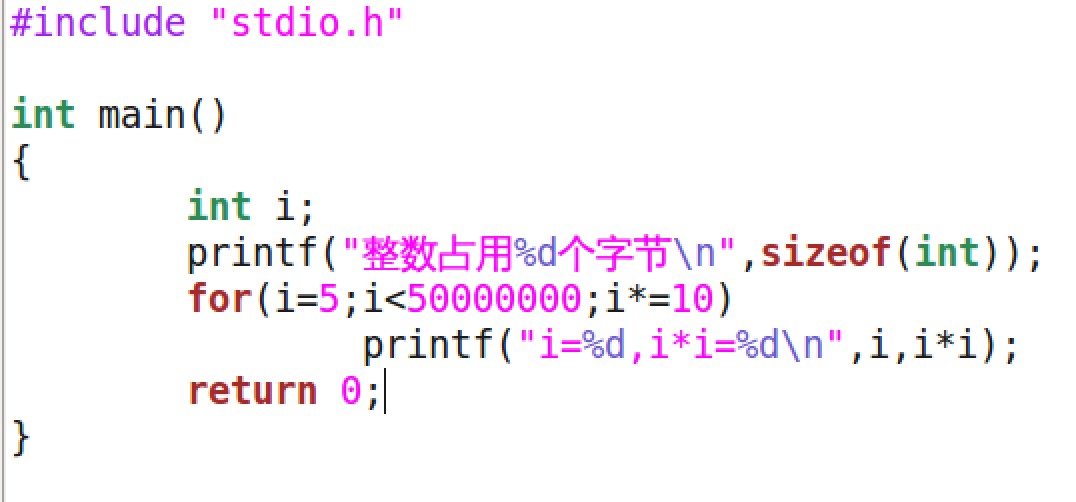 #include "stdio.h"
int main()
{
int i;
printf("整数占用%d个字节\n",sizeof(int));
for(i=5;i<50000000;i*=10)
printf("i=%d,i*i=%d\n",i,i*i);
return 0;
}